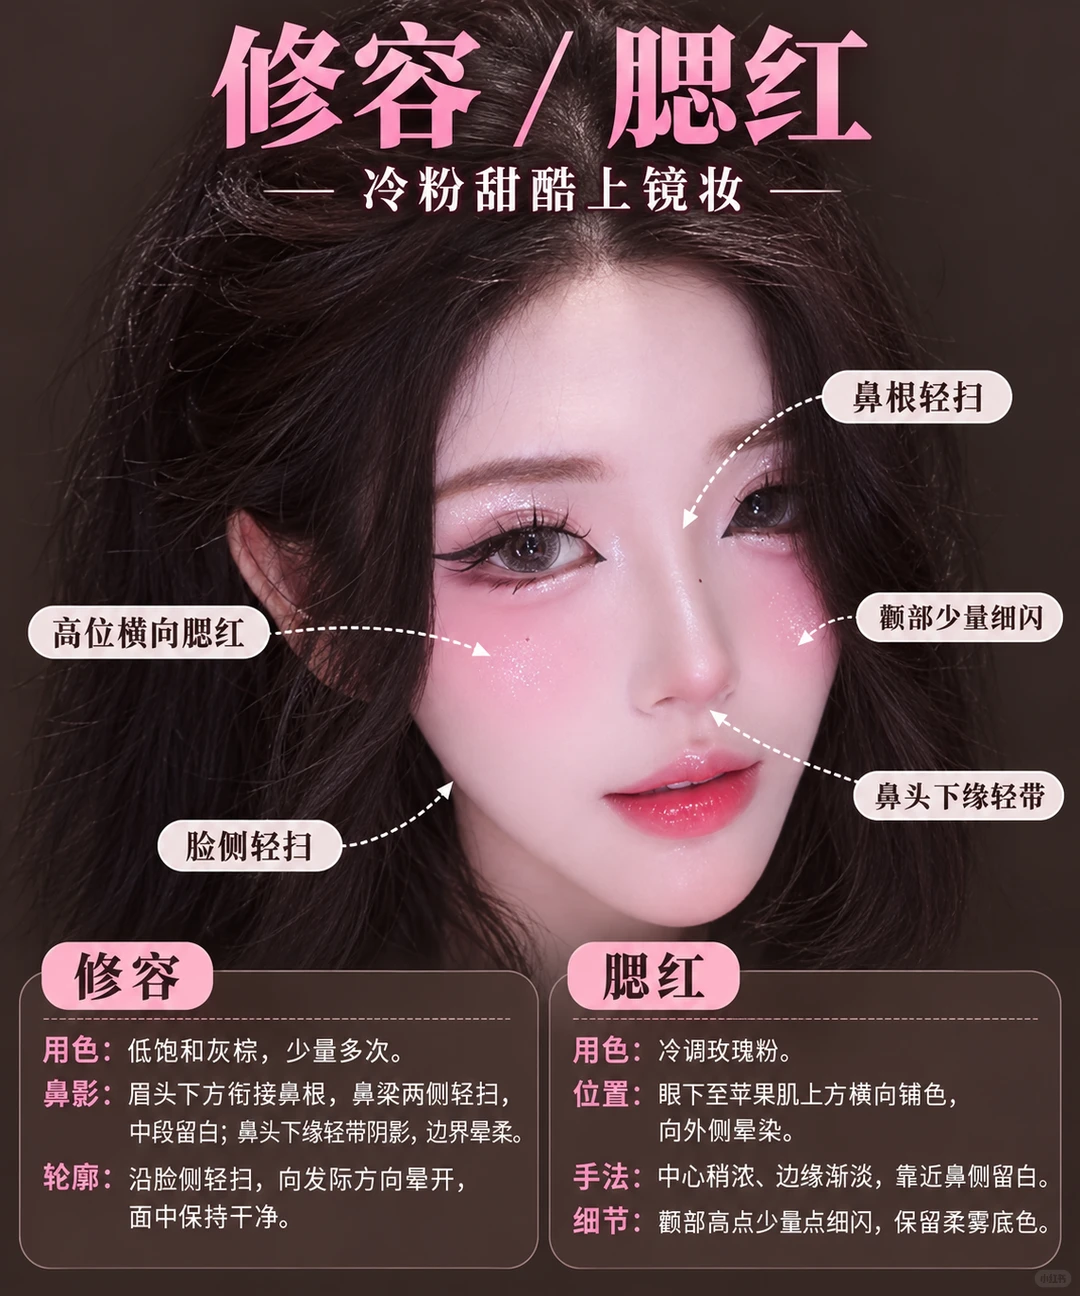 修容/腮红
冷粉甜酷上镜妆
鼻根轻扫
高位横向腮红
颧部少量细闪
鼻头下缘轻带
脸侧轻扫
修容
用色：低饱和灰棕，少量多次。
鼻影：眉头下方衔接鼻根，鼻梁两侧轻扫，
中段留白；鼻头下缘轻带阴影，边界晕柔。
轮廓：沿脸侧轻扫，向发际方向晕开，
面中保持干净。
腮红
用色：冷调玫瑰粉。
位置：眼下至苹果肌上方横向铺色，
向外侧晕染。
手法：中心稍浓、边缘渐淡，靠近鼻侧留白。
细节：颧部高点少量点细闪，保留柔雾底色。
小红书